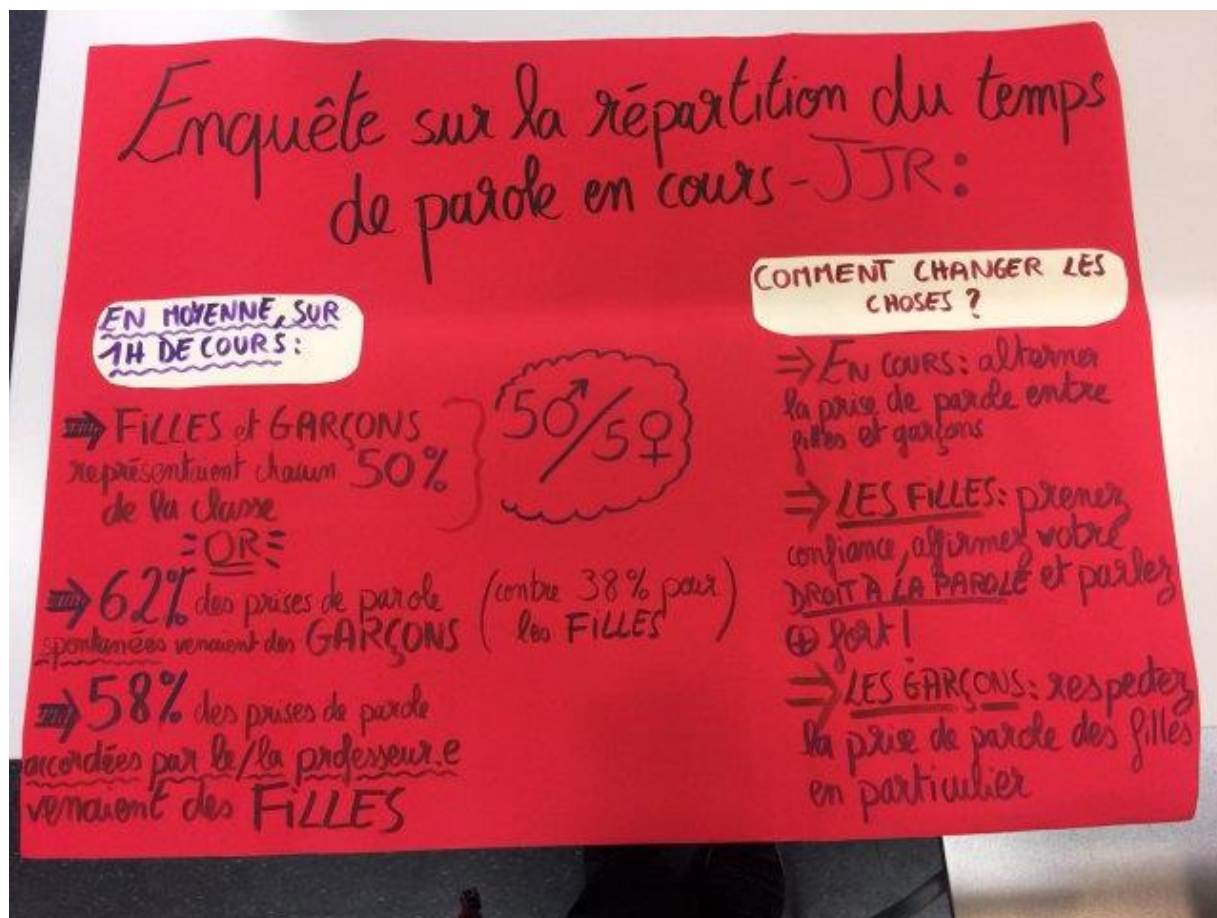 Enquête sur la répartition du temps
de parole en cours - JJR :
EN MOYENNE, SUR
1H DE COURS :
➡ FILLES et GARÇONS
représentaient chacun 50%
de la classe
= OR =
➡ 62% des prises de parole
spontanées venaient des GARÇONS
(contre 38% pour
les FILLES)
➡ 58% des prises de parole
accordées par le/la professeur.e
venaient des FILLES
50♂/5♀
COMMENT CHANGER LES
CHOSES ?
⇒ EN COURS : alterner
la prise de parole entre
filles et garçons
⇒ LES FILLES : prenez
confiance, affirmez votre
DROIT A LA PAROLE et parlez
⊕ fort !
⇒ LES GARÇONS : respectez
la prise de parole des filles
en particulier